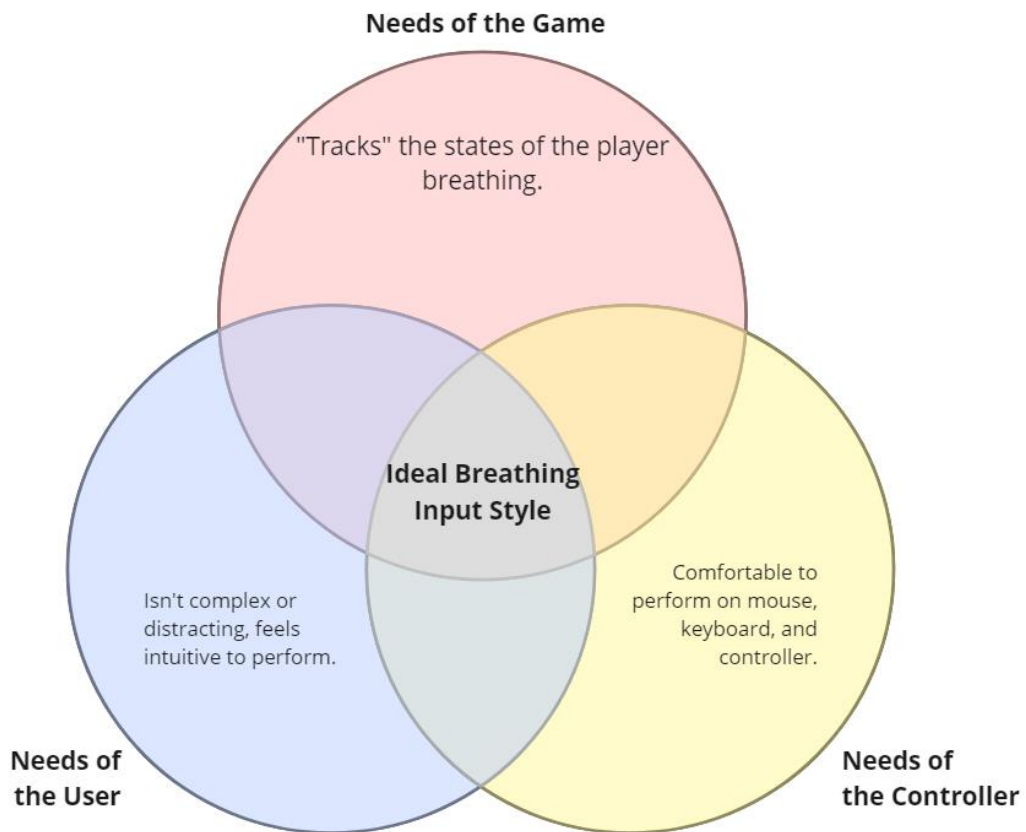 Needs of the Game
"Tracks" the states of the player
breathing.
Ideal Breathing
Input Style
Isn't complex or
distracting, feels
intuitive to perform.
Comfortable to
perform on mouse,
keyboard, and
controller.
Needs of
the User
Needs of
the Controller